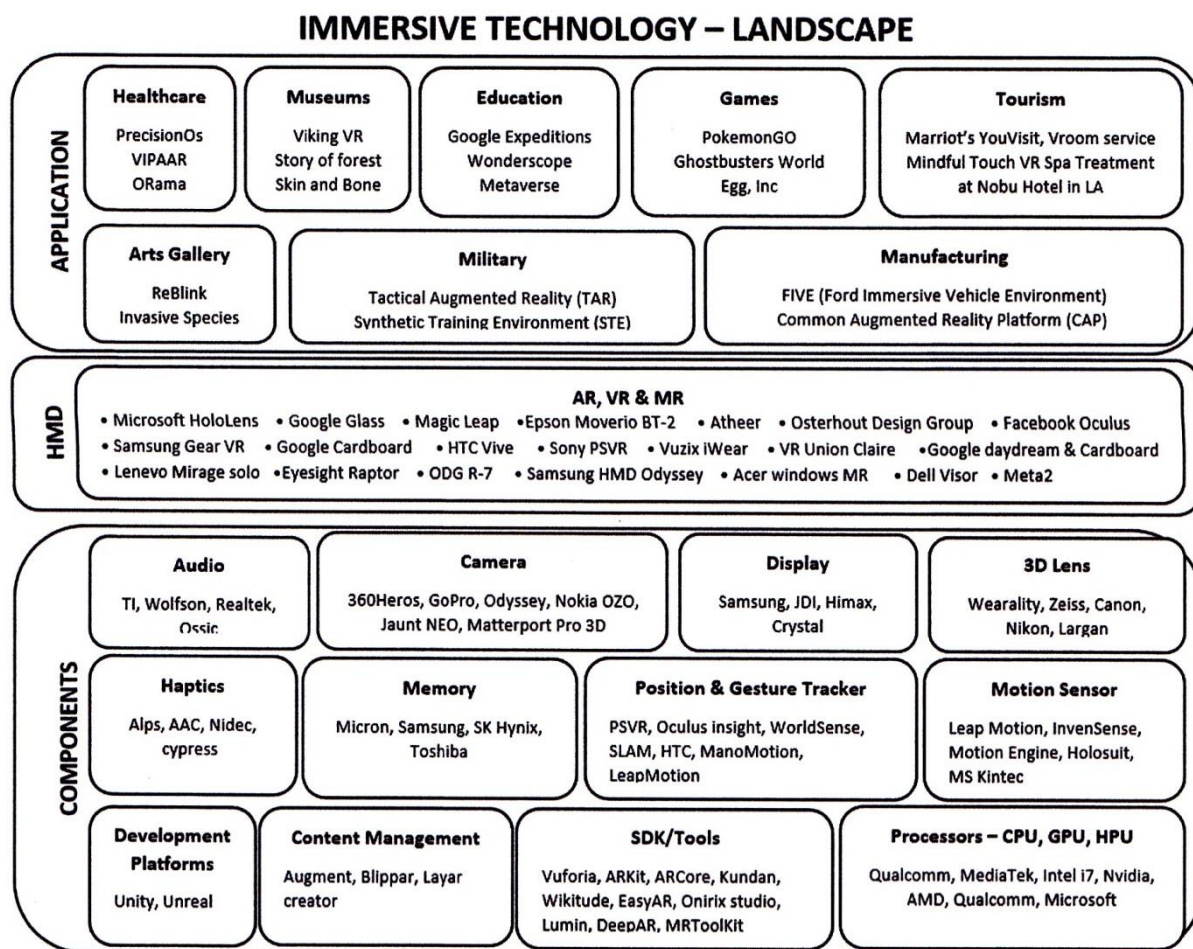 IMMERSIVE TECHNOLOGY – LANDSCAPE
APPLICATION
Healthcare
PrecisionOs
VIPAAR
ORama
Museums
Viking VR
Story of forest
Skin and Bone
Education
Google Expeditions
Wonderscope
Metaverse
Games
PokemonGO
Ghostbusters World
Egg, Inc
Tourism
Marriot's YouVisit, Vroom service
Mindful Touch VR Spa Treatment
at Nobu Hotel in LA
Arts Gallery
ReBlink
Invasive Species
Military
Tactical Augmented Reality (TAR)
Synthetic Training Environment (STE)
Manufacturing
FIVE (Ford Immersive Vehicle Environment)
Common Augmented Reality Platform (CAP)
HMD
AR, VR & MR
• Microsoft HoloLens • Google Glass • Magic Leap •Epson Moverio BT-2 • Atheer • Osterhout Design Group • Facebook Oculus
• Samsung Gear VR • Google Cardboard • HTC Vive • Sony PSVR • Vuzix iWear • VR Union Claire •Google daydream & Cardboard
• Lenevo Mirage solo •Eyesight Raptor • ODG R-7 • Samsung HMD Odyssey • Acer windows MR • Dell Visor • Meta2
COMPONENTS
Audio
TI, Wolfson, Realtek,
Ossic
Camera
360Heros, GoPro, Odyssey, Nokia OZO,
Jaunt NEO, Matterport Pro 3D
Display
Samsung, JDI, Himax,
Crystal
3D Lens
Wearality, Zeiss, Canon,
Nikon, Largan
Haptics
Alps, AAC, Nidec,
cypress
Memory
Micron, Samsung, SK Hynix,
Toshiba
Position & Gesture Tracker
PSVR, Oculus insight, WorldSense,
SLAM, HTC, ManoMotion,
LeapMotion
Motion Sensor
Leap Motion, InvenSense,
Motion Engine, Holosuit,
MS Kintec
Development
Platforms
Unity, Unreal
Content Management
Augment, Blippar, Layar
creator
SDK/Tools
Vuforia, ARKit, ARCore, Kundan,
Wikitude, EasyAR, Onirix studio,
Lumin, DeepAR, MRToolKit
Processors – CPU, GPU, HPU
Qualcomm, MediaTek, Intel i7, Nvidia,
AMD, Qualcomm, Microsoft